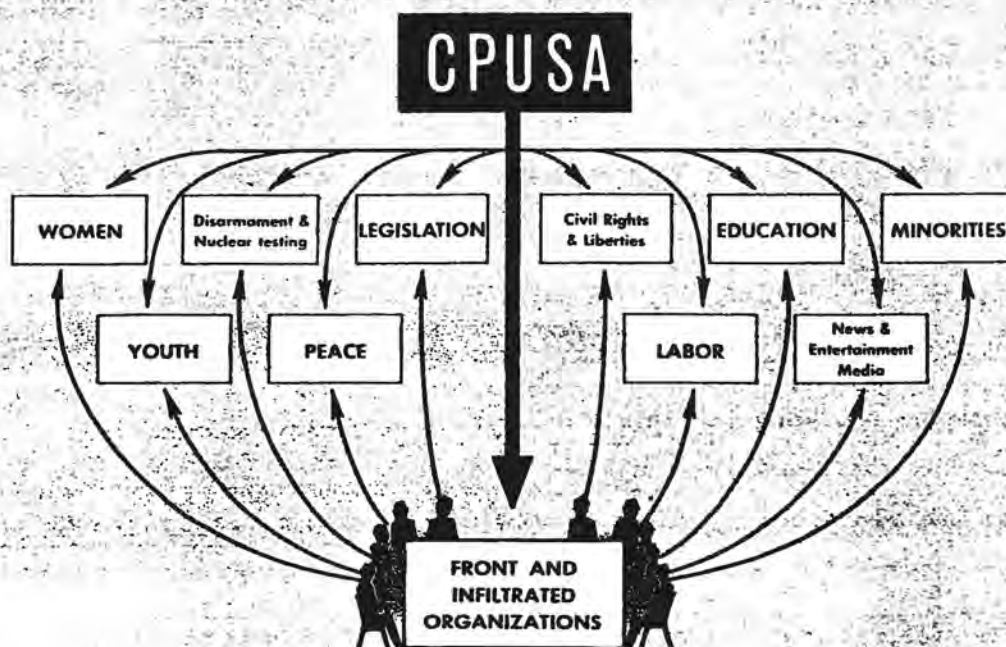 CPUSA
WOMEN
Disarmament &
Nuclear testing
LEGISLATION
Civil Rights
& Liberties
EDUCATION
MINORITIES
YOUTH
PEACE
LABOR
News &
Entertainment
Media
FRONT AND
INFILTRATED
ORGANIZATIONS